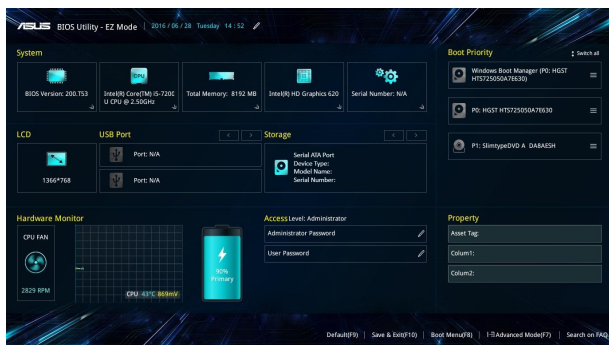 ASUS BIOS Utility - EZ Mode 2016 / 06 / 28 Tuesday 14 : 52
System
BIOS Version: 200.T53
Intel(R) Core(TM) i5-7200
U CPU @ 2.50GHz
Total Memory: 8192 MB
Intel(R) HD Graphics 620
Serial Number: N/A
Boot Priority
Switch all
Windows Boot Manager (P0: HGST
HTS725050A7E630)
P0: HGST HTS725050A7E630
P1: SlimtypeDVD A DA8AESH
LCD
1366*768
USB Port
Port: N/A
Port: N/A
Storage
Serial ATA Port
Device Type:
Model Name:
Serial Number:
Hardware Monitor
CPU FAN
2829 RPM
CPU 43°C 869mV
90%
Primary
Access Level: Administrator
Administrator Password
User Password
Property
Asset Tag:
Colum1:
Colum2:
Default(F9) | Save & Exit(F10) | Boot Menu(F8) | Advanced Mode(F7) | Search on FAQ